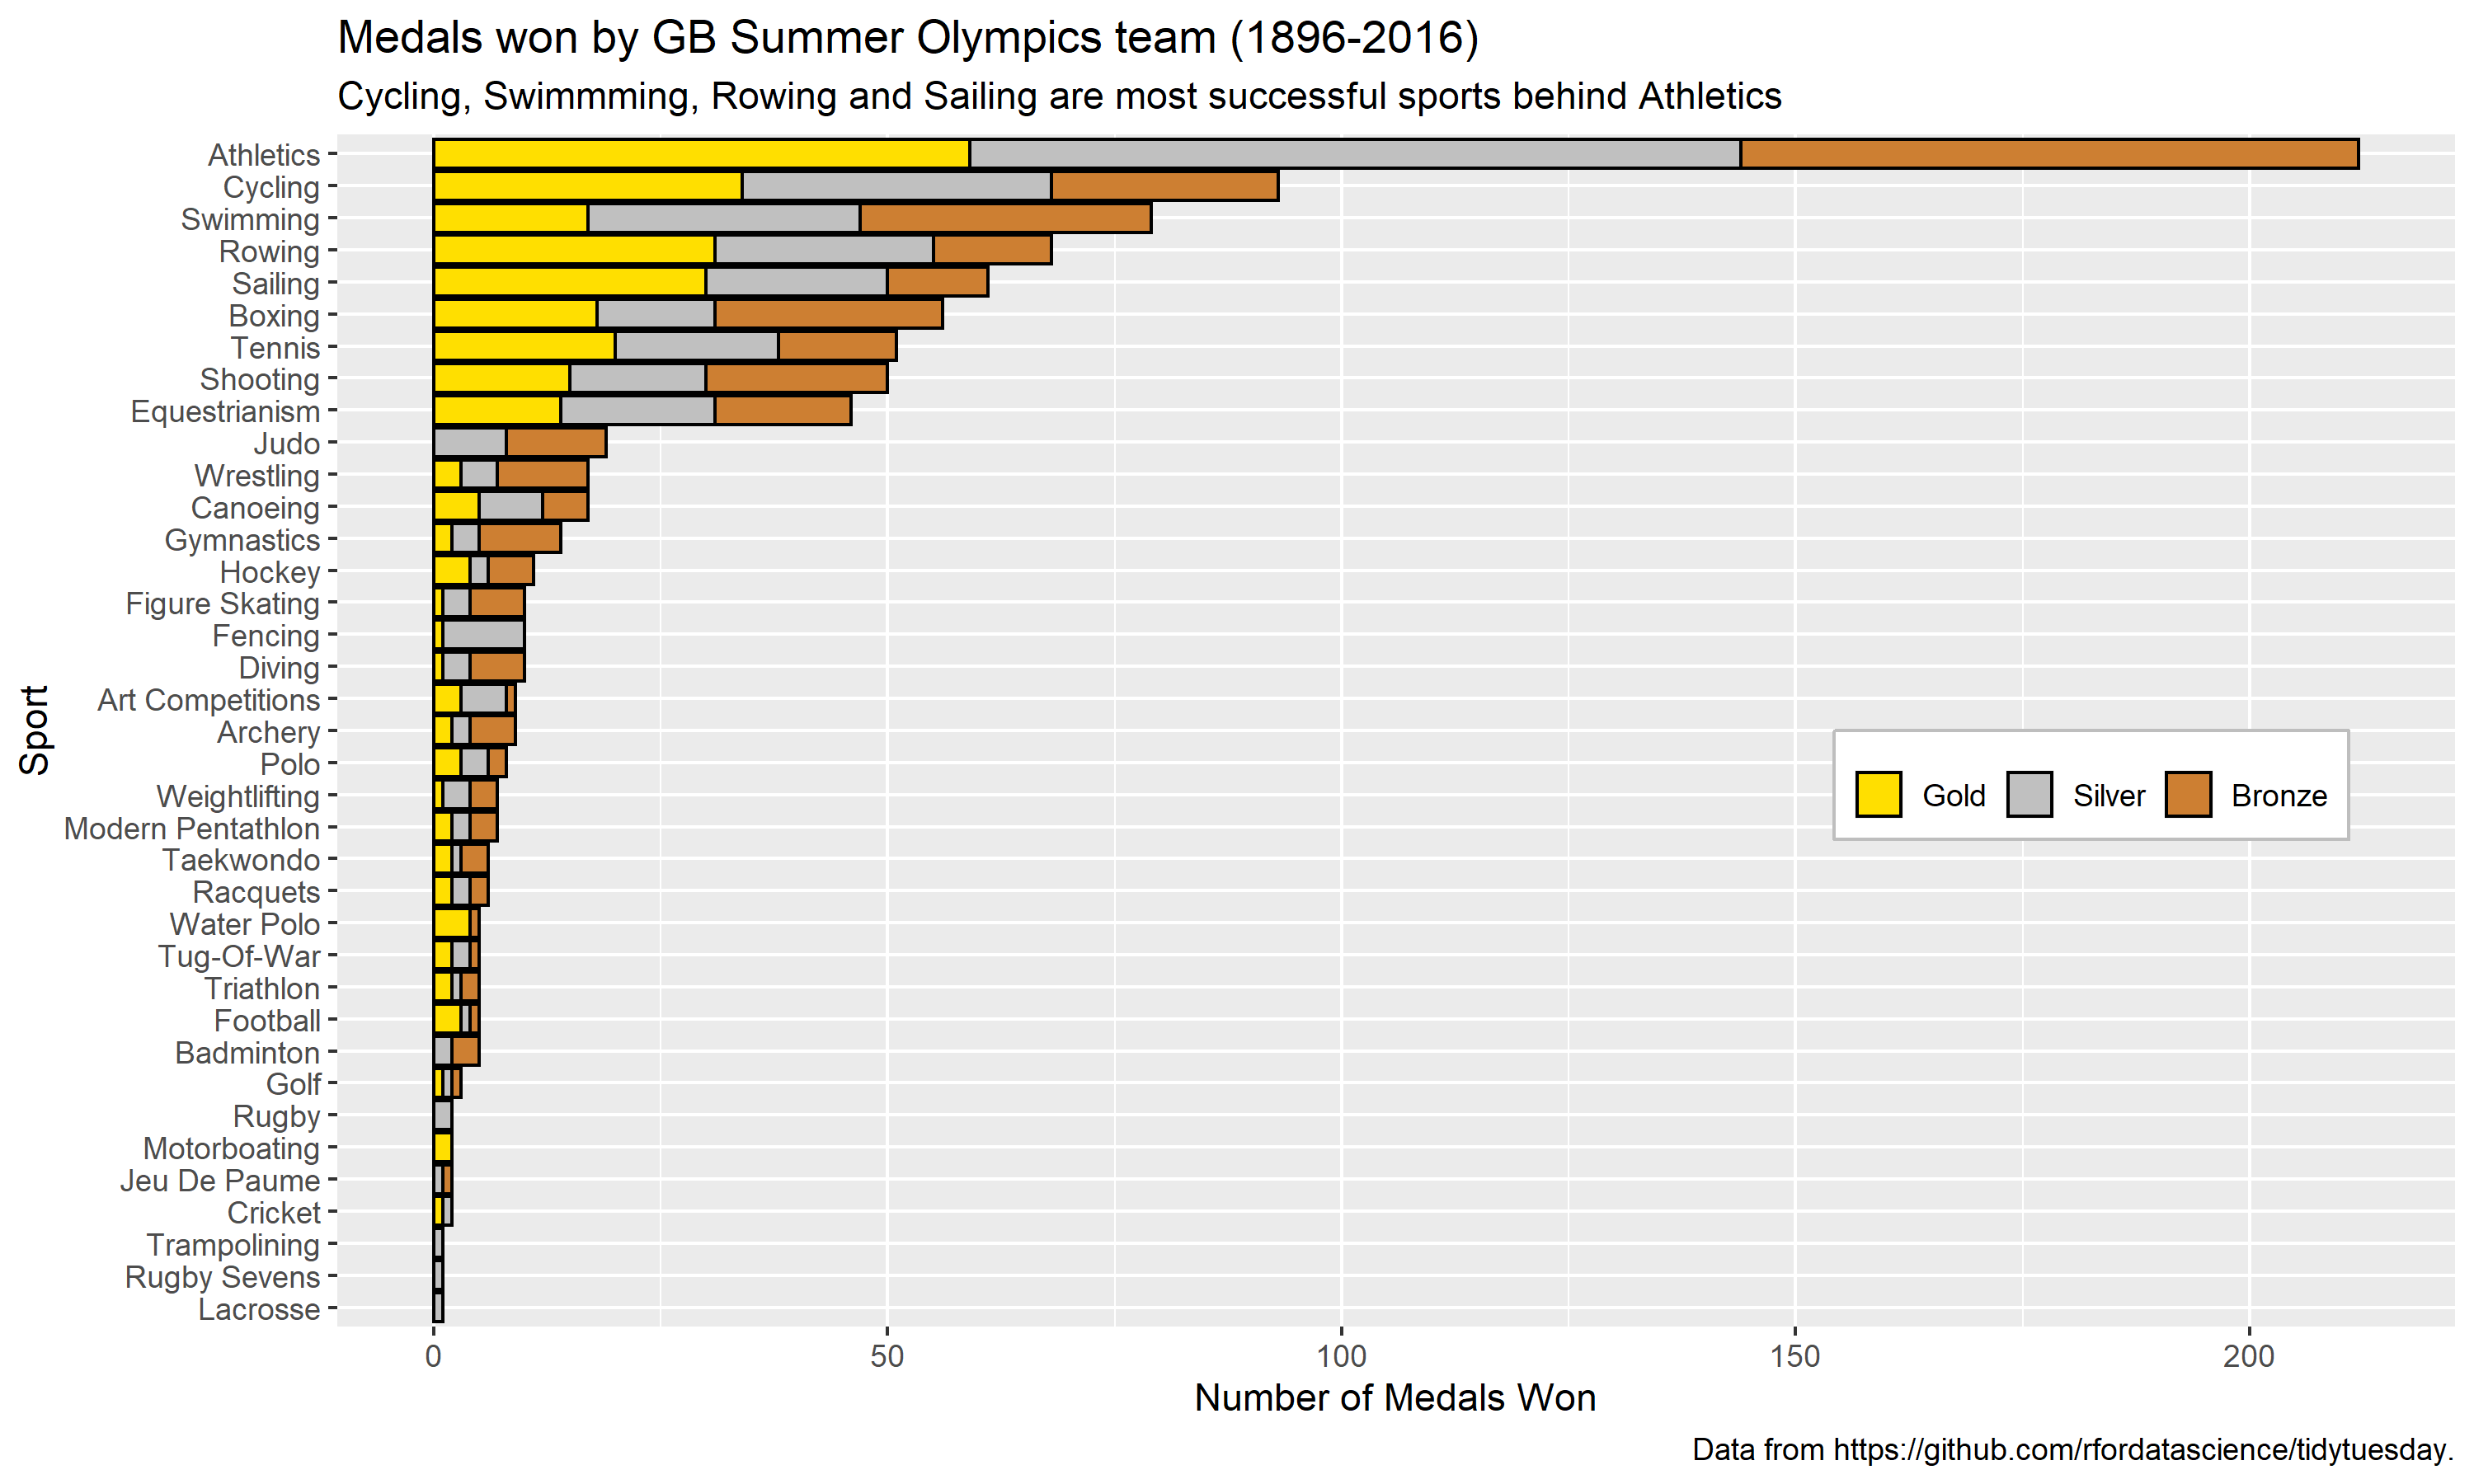 Medals won by GB Summer Olympics team (1896-2016)
Cycling, Swimmming, Rowing and Sailing are most successful sports behind Athletics
Sport
Athletics
Cycling
Swimming
Rowing
Sailing
Boxing
Tennis
Shooting
Equestrianism
Judo
Wrestling
Canoeing
Gymnastics
Hockey
Figure Skating
Fencing
Diving
Art Competitions
Archery
Polo
Weightlifting
Modern Pentathlon
Taekwondo
Racquets
Water Polo
Tug-Of-War
Triathlon
Football
Badminton
Golf
Rugby
Motorboating
Jeu De Paume
Cricket
Trampolining
Rugby Sevens
Lacrosse
Gold Silver Bronze
0 50 100 150 200
Number of Medals Won
Data from https://github.com/rfordatascience/tidytuesday.